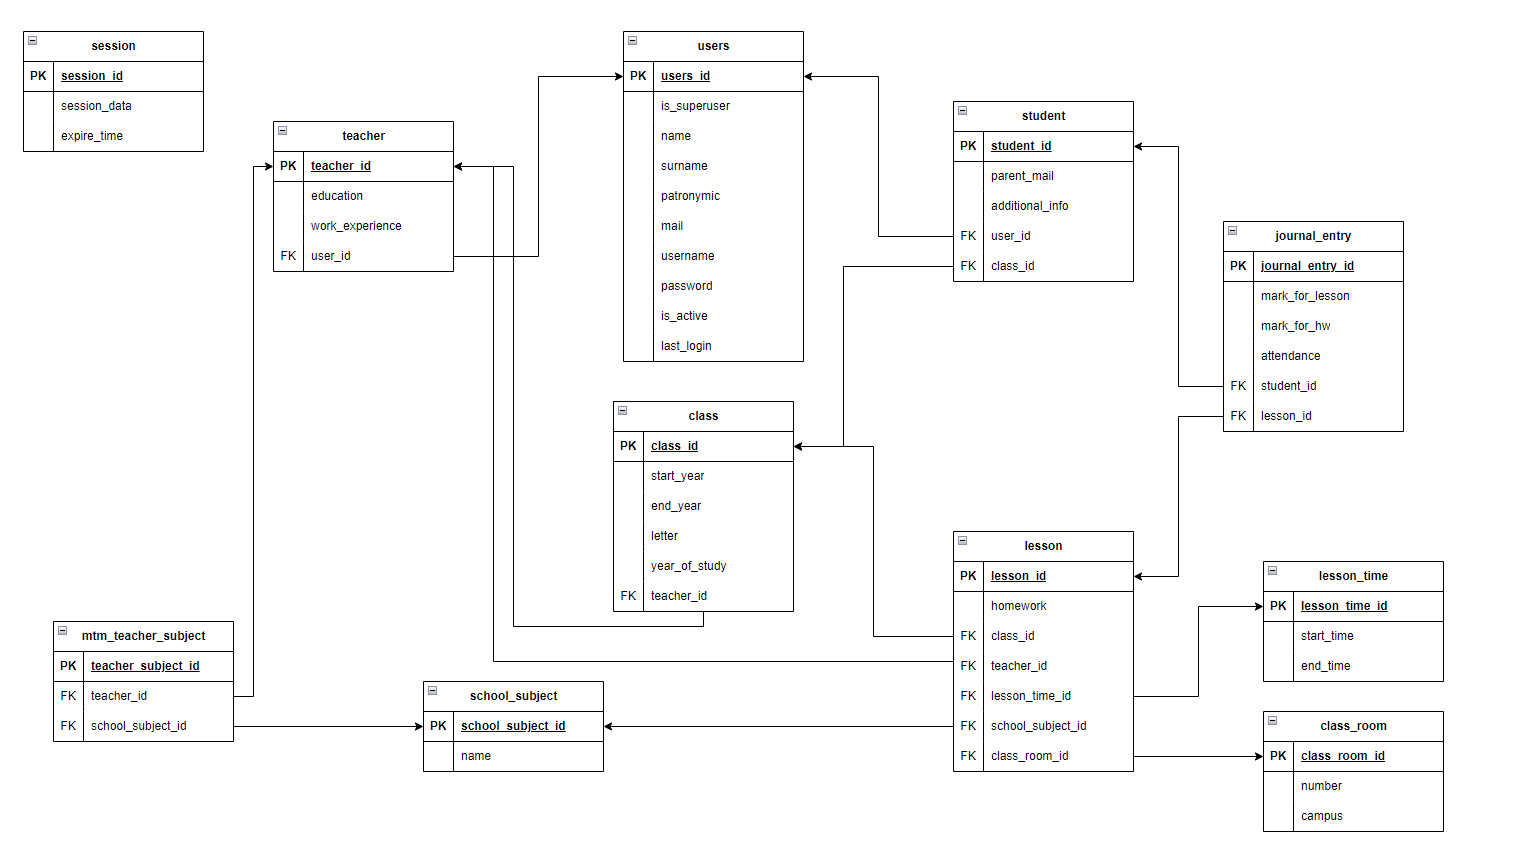 session
PK session_id
session_data
expire_time
teacher
PK teacher_id
education
work_experience
FK user_id
users
PK users_id
is_superuser
name
surname
patronymic
mail
username
password
is_active
last_login
student
PK student_id
parent_mail
additional_info
FK user_id
FK class_id
journal_entry
PK journal_entry_id
mark_for_lesson
mark_for_hw
attendance
FK student_id
FK lesson_id
class
PK class_id
start_year
end_year
letter
year_of_study
FK teacher_id
lesson
PK lesson_id
homework
FK class_id
FK teacher_id
FK lesson_time_id
FK school_subject_id
FK class_room_id
lesson_time
PK lesson_time_id
start_time
end_time
mtm_teacher_subject
PK teacher_subject_id
FK teacher_id
FK school_subject_id
school_subject
PK school_subject_id
name
class_room
PK class_room_id
number
campus